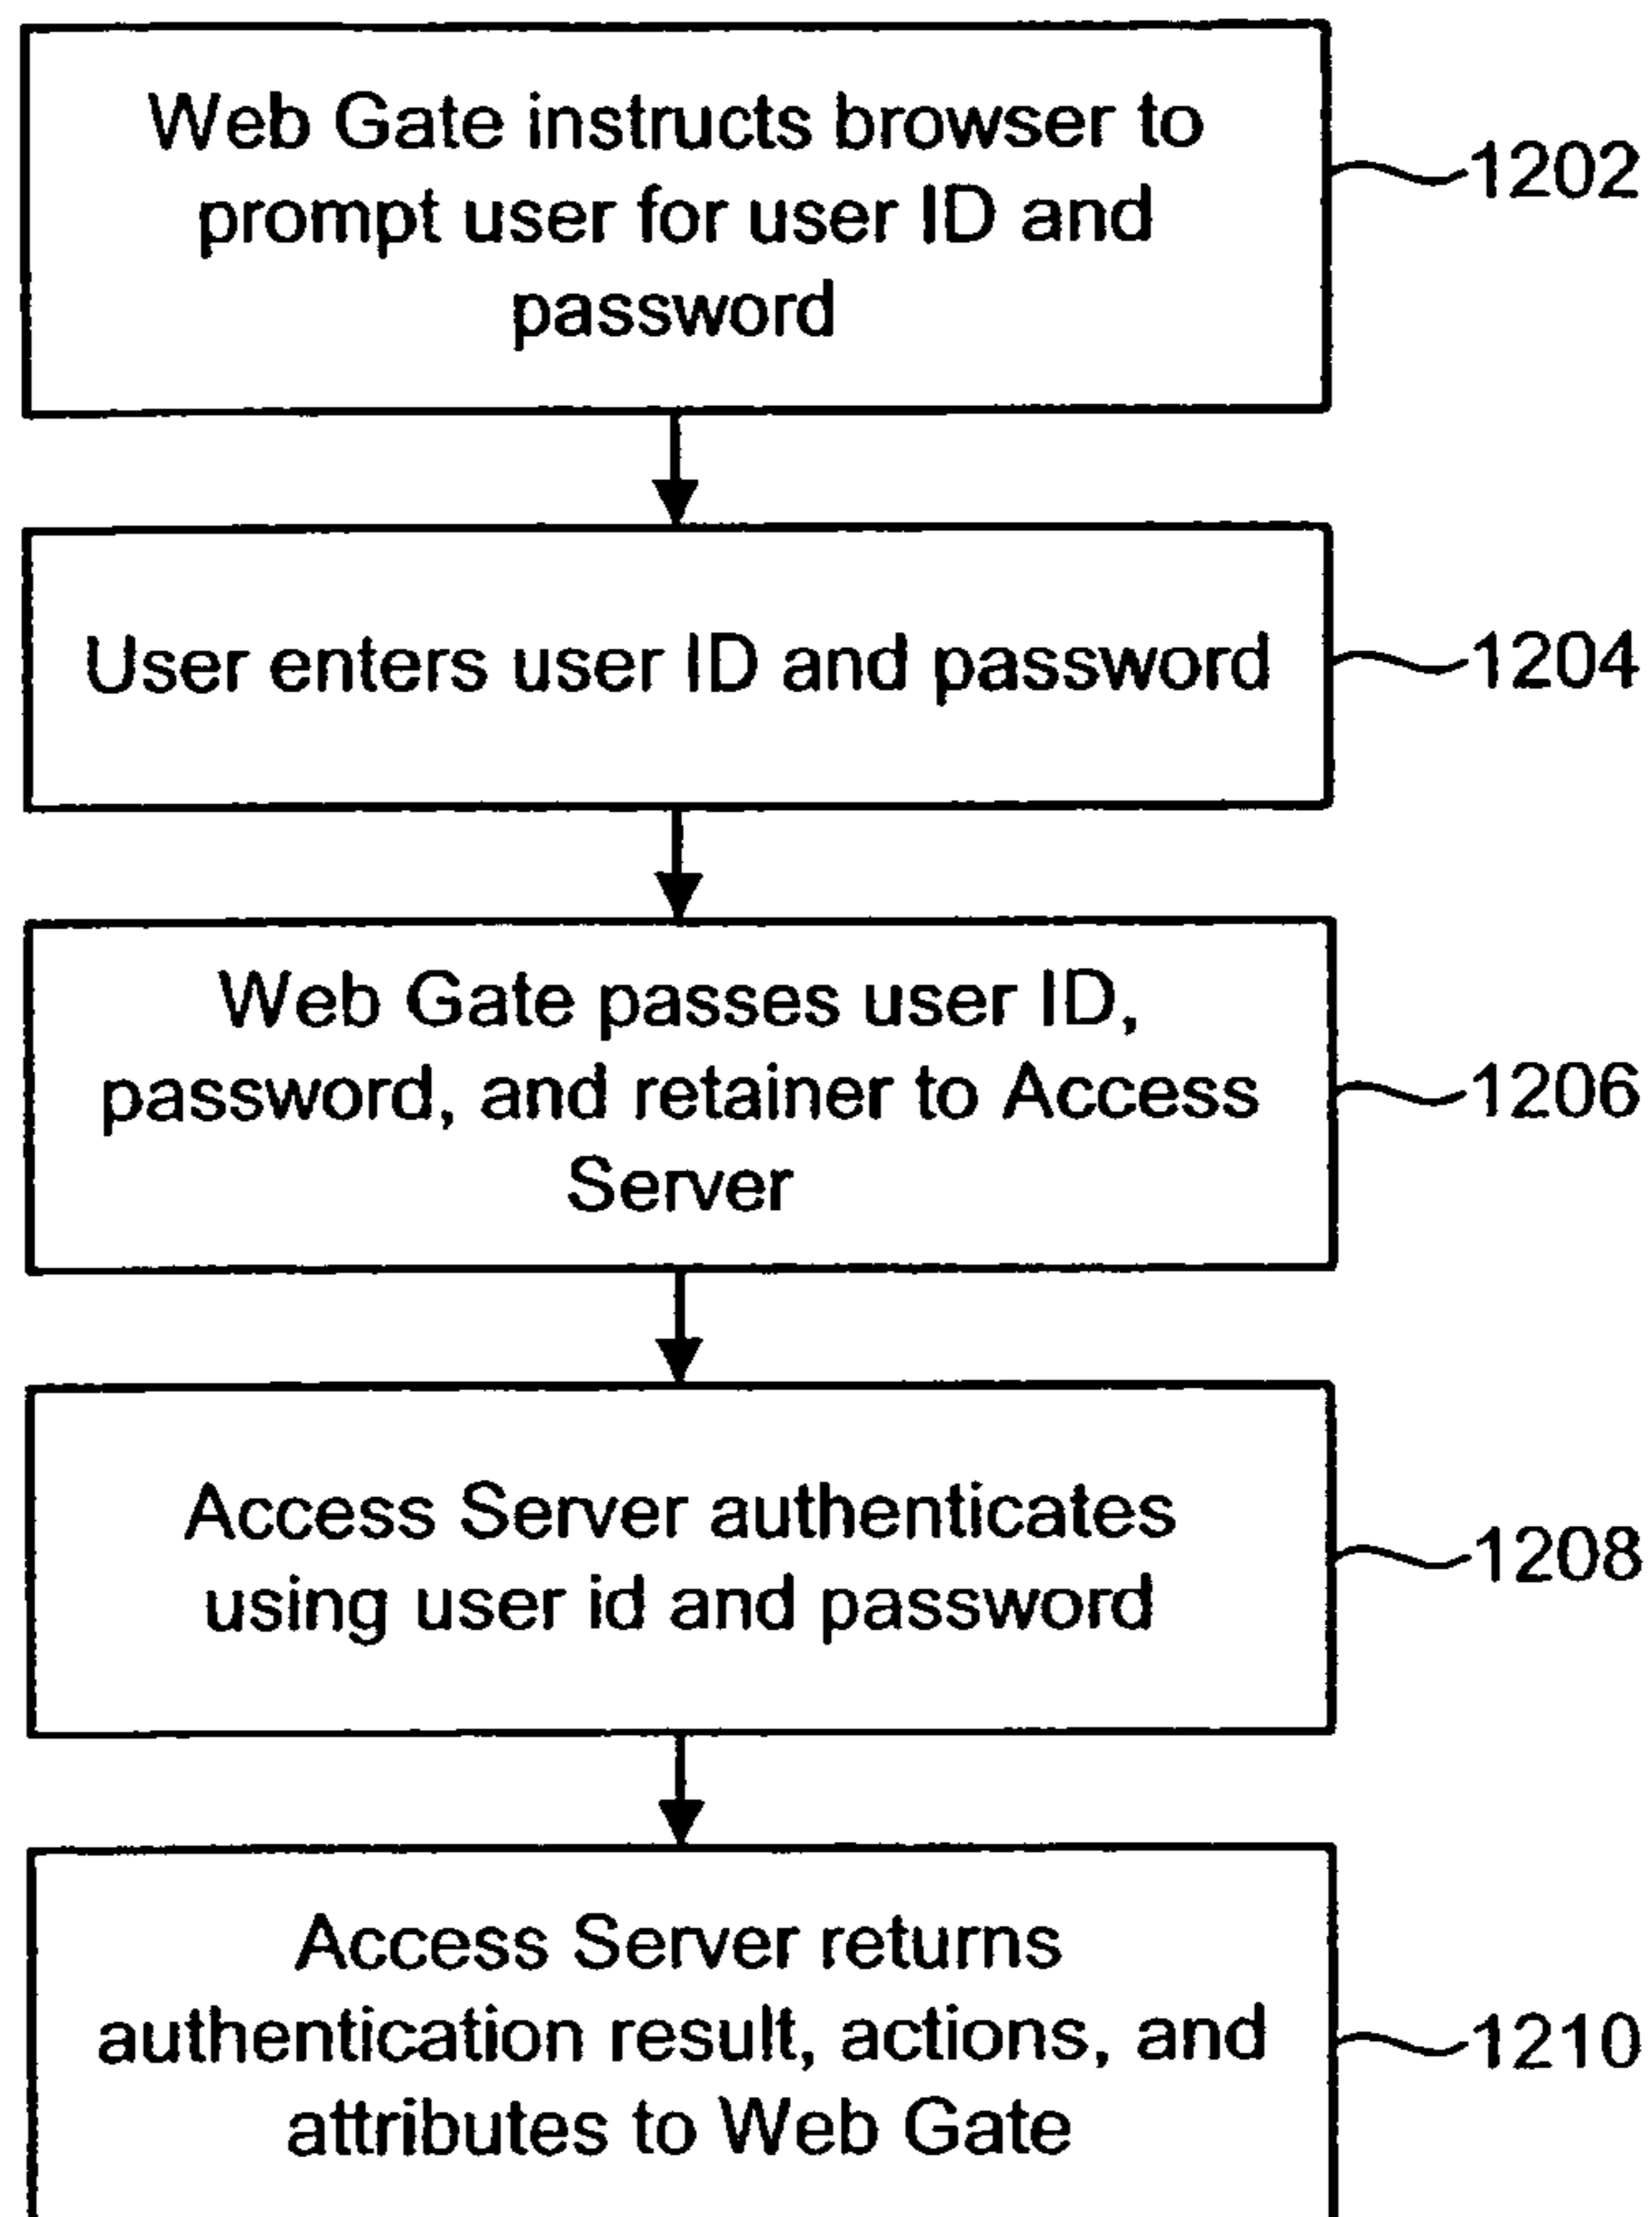 Web Gate instructs browser to
prompt user for user ID and
password
1202
User enters user ID and password
1204
Web Gate passes user ID,
password, and retainer to Access
Server
1206
Access Server authenticates
using user id and password
1208
Access Server returns
authentication result, actions, and
attributes to Web Gate
1210